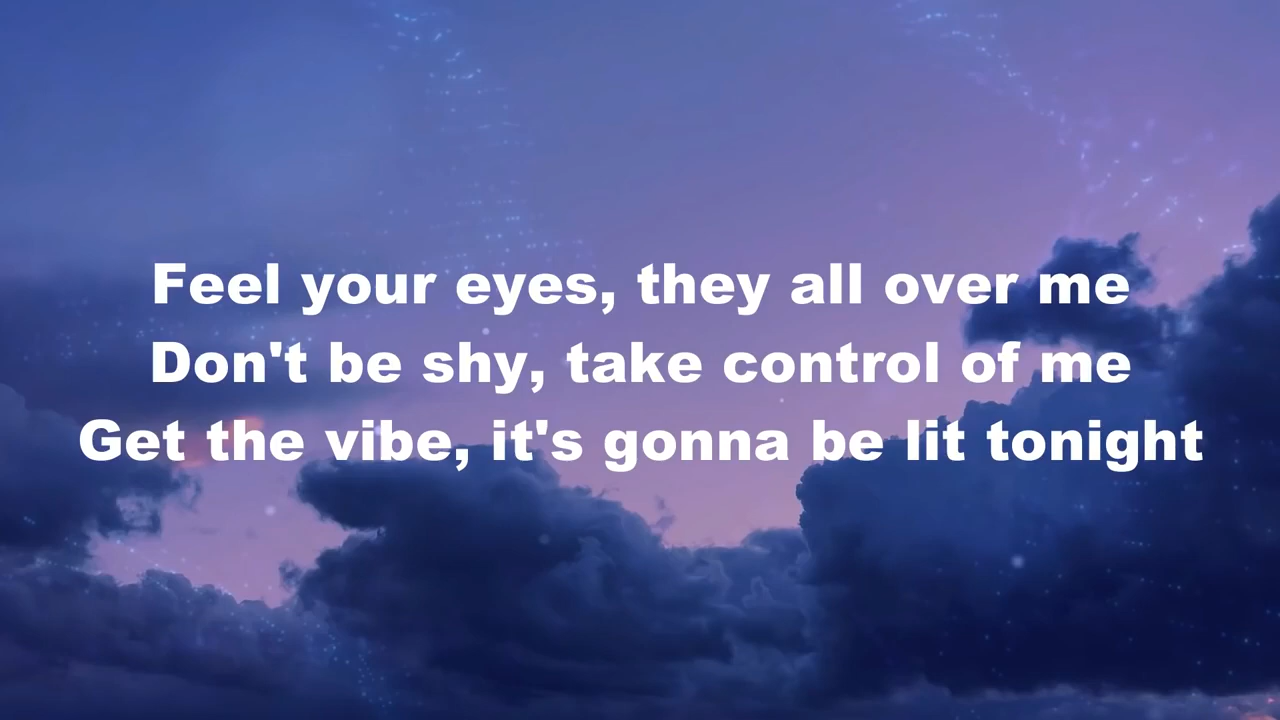 Feel your eyes, they all over me
Don't be shy, take control of me
Get the vibe, it's gonna be lit tonight